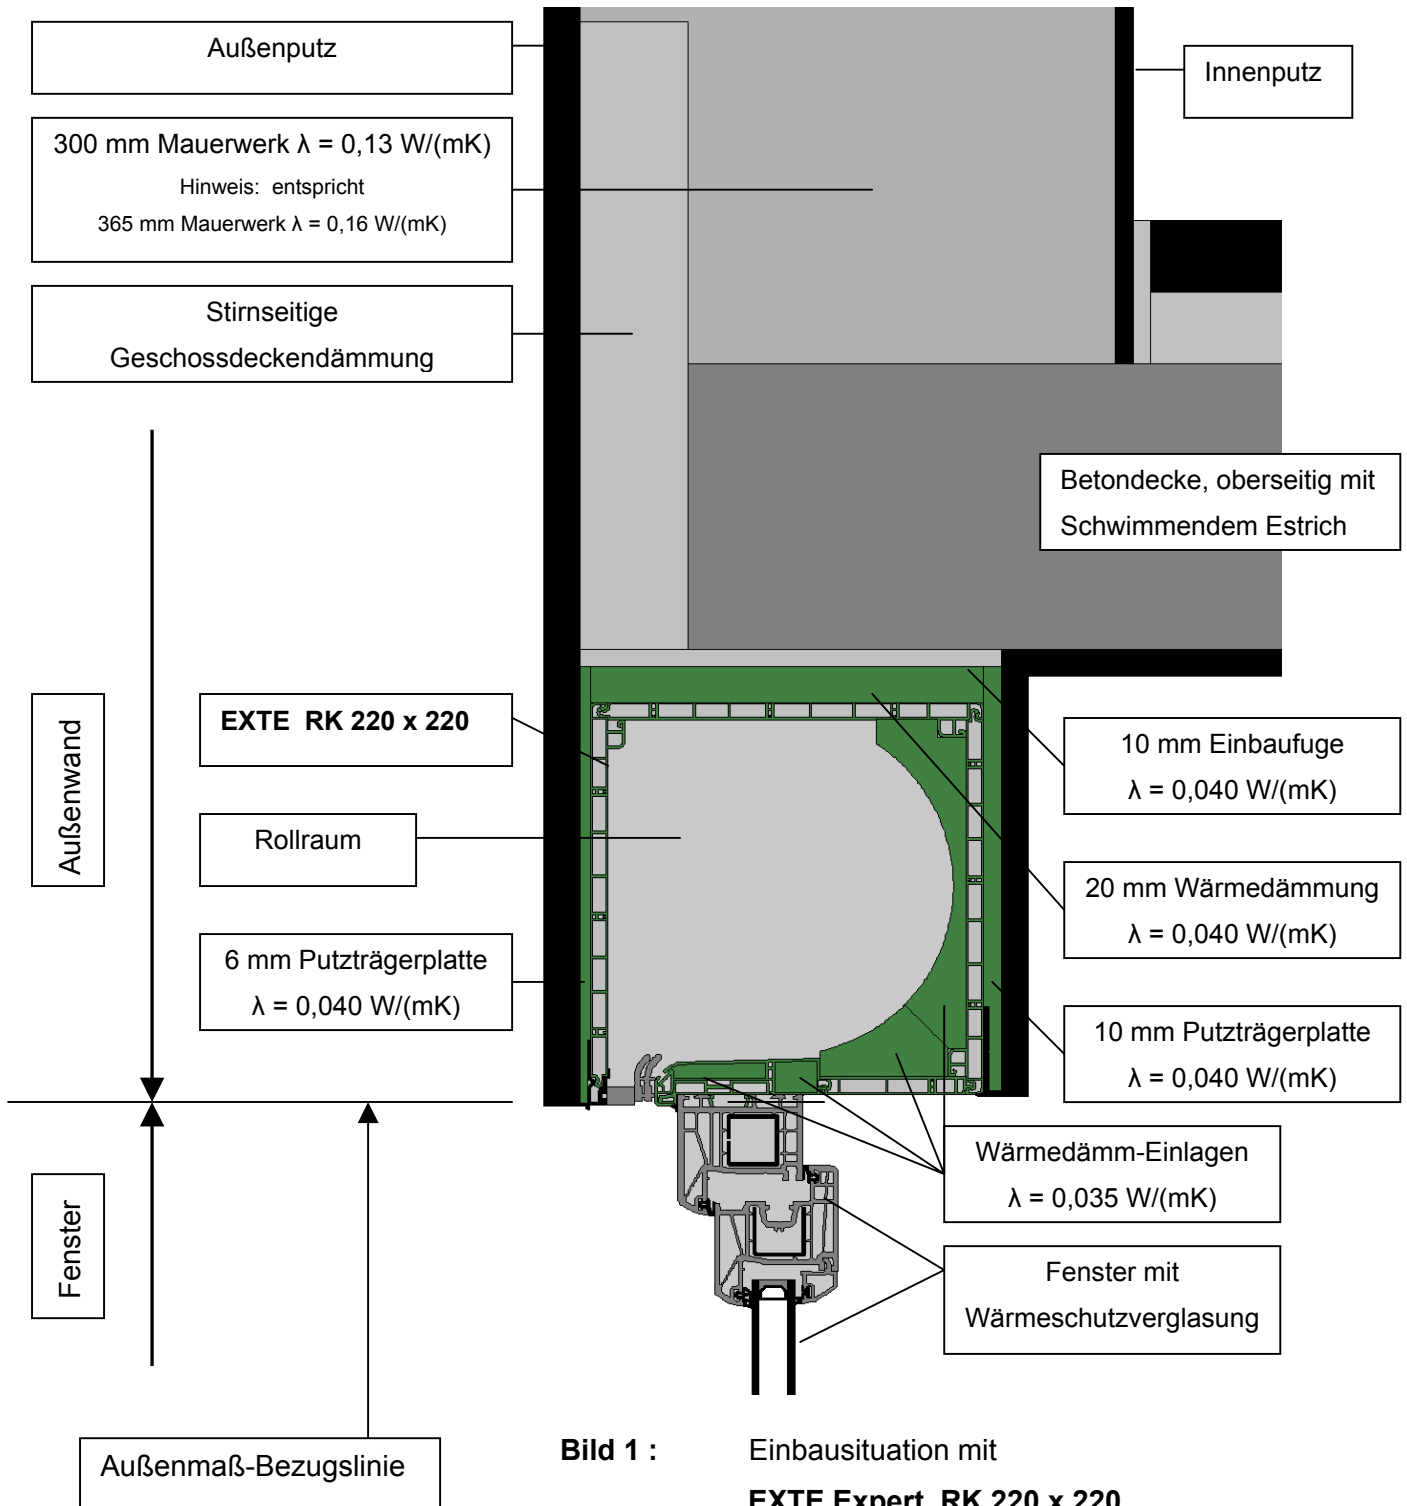 Außenputz
Innenputz
300 mm Mauerwerk λ = 0,13 W/(mK)
Hinweis: entspricht
365 mm Mauerwerk λ = 0,16 W/(mK)
Stirnseitige
Geschossdeckendämmung
Betondecke, oberseitig mit
Schwimmendem Estrich
Außenwand
EXTE RK 220 x 220
10 mm Einbaufuge
λ = 0,040 W/(mK)
Rollraum
20 mm Wärmedämmung
λ = 0,040 W/(mK)
6 mm Putzträgerplatte
λ = 0,040 W/(mK)
10 mm Putzträgerplatte
λ = 0,040 W/(mK)
Fenster
Wärmedämm-Einlagen
λ = 0,035 W/(mK)
Fenster mit
Wärmeschutzverglasung
Außenmaß-Bezugslinie
Bild 1 : Einbausituation mit
EXTE Expert RK 220 x 220